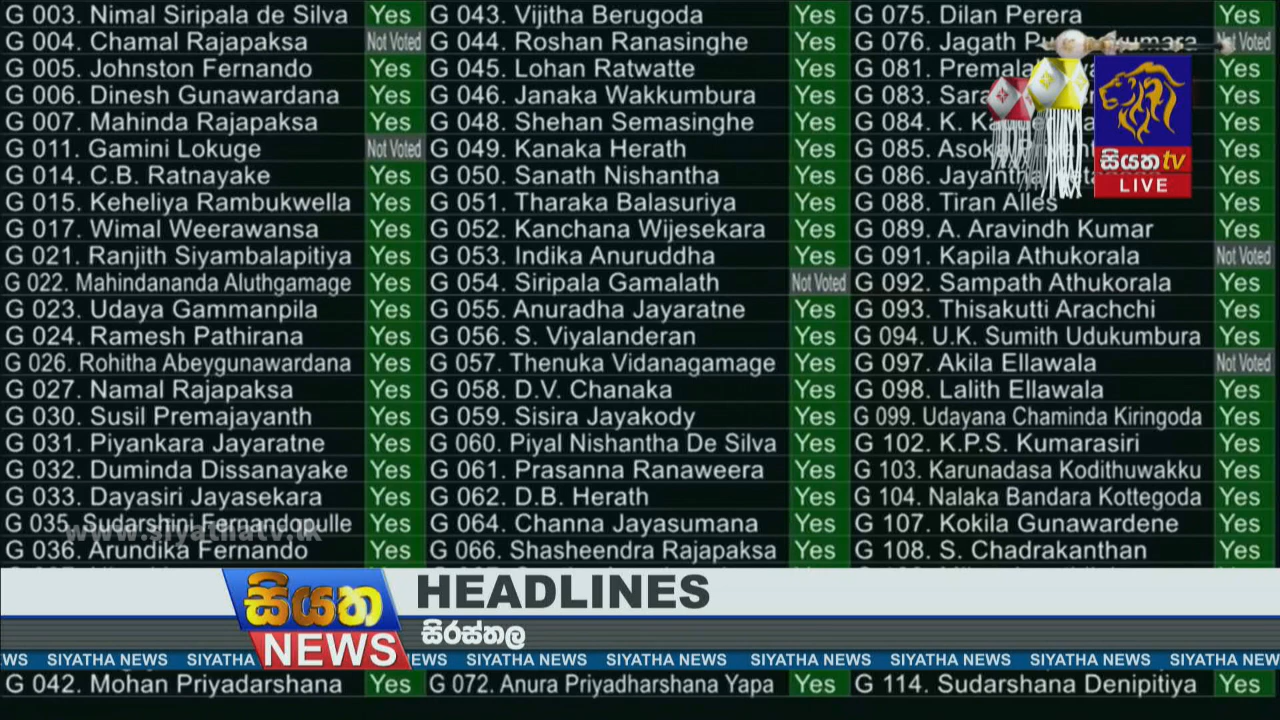 G 003. Nimal Siripala de Silva Yes
G 004. Chamal Rajapaksa Not Voted
G 005. Johnston Fernando Yes
G 006. Dinesh Gunawardana Yes
G 007. Mahinda Rajapaksa Yes
G 011. Gamini Lokuge Not Voted
G 014. C.B. Ratnayake Yes
G 015. Keheliya Rambukwella Yes
G 017. Wimal Weerawansa Yes
G 021. Ranjith Siyambalapitiya Yes
G 022. Mahindananda Aluthgamage Yes
G 023. Udaya Gammanpila Yes
G 024. Ramesh Pathirana Yes
G 026. Rohitha Abeygunawardana Yes
G 027. Namal Rajapaksa Yes
G 030. Susil Premajayanth Yes
G 031. Piyankara Jayaratne Yes
G 032. Duminda Dissanayake Yes
G 033. Dayasiri Jayasekara Yes
G 035. Sudarshini Fernandopulle Yes
www.siyathatv.lk
G 036. Arundika Fernando Yes
G 042. Mohan Priyadarshana Yes
G 043. Vijitha Berugoda Yes
G 044. Roshan Ranasinghe Yes
G 045. Lohan Ratwatte Yes
G 046. Janaka Wakkumbura Yes
G 048. Shehan Semasinghe Yes
G 049. Kanaka Herath Yes
G 050. Sanath Nishantha Yes
G 051. Tharaka Balasuriya Yes
G 052. Kanchana Wijesekara Yes
G 053. Indika Anuruddha Yes
G 054. Siripala Gamalath Not Voted
G 055. Anuradha Jayaratne Yes
G 056. S. Viyalanderan Yes
G 057. Thenuka Vidanagamage Yes
G 058. D.V. Chanaka Yes
G 059. Sisira Jayakody Yes
G 060. Piyal Nishantha De Silva Yes
G 061. Prasanna Ranaweera Yes
G 062. D.B. Herath Yes
G 064. Channa Jayasumana Yes
G 066. Shasheendra Rajapaksa Yes
G 072. Anura Priyadharshana Yapa Yes
G 075. Dilan Perera Yes
G 076. Jagath Not Voted
G 081. Yes
G 083. Yes
G 084. K. Yes
G 085. Yes
G 086. Yes
G 088. Tiran Alles Yes
G 089. A. Aravindh Kumar Yes
G 091. Kapila Athukorala Not Voted
G 092. Sampath Athukorala Yes
G 093. Thisakutti Arachchi Yes
G 094. U.K. Sumith Udukumbura Yes
G 097. Akila Ellawala Not Voted
G 098. Lalith Ellawala Yes
G 099. Udayana Chaminda Kiringoda Yes
G 102. K.P.S. Kumarasiri Yes
G 103. Karunadasa Kodithuwakku Yes
G 104. Nalaka Bandara Kottegoda Yes
G 107. Kokila Gunawardene Yes
G 108. S. Chadrakanthan Yes
G 114. Sudarshana Denipitiya Yes
සියත tv
LIVE
සියත
NEWS
HEADLINES
සිරස්තල
SIYATHA NEWS SIYATHA NEWS SIYATHA NEWS SIYATHA NEWS SIYATHA NEWS SIYATHA NEWS